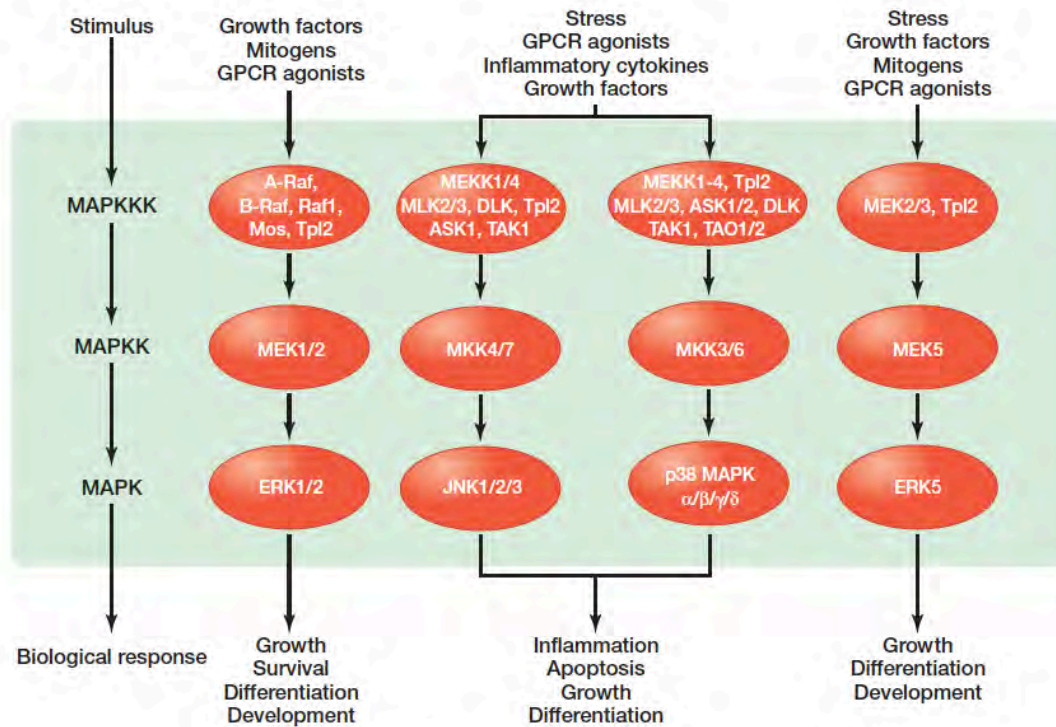 Stimulus
Growth factors
Mitogens
GPCR agonists
Stress
GPCR agonists
Inflammatory cytokines
Growth factors
Stress
Growth factors
Mitogens
GPCR agonists
MAPKKK
A-Raf,
B-Raf, Raf1,
Mos, Tpl2
MEKK1/4
MLK2/3, DLK, Tpl2
ASK1, TAK1
MEKK1-4, Tpl2
MLK2/3, ASK1/2, DLK
TAK1, TAO1/2
MEK2/3, Tpl2
MAPKK
MEK1/2
MKK4/7
MKK3/6
MEK5
MAPK
ERK1/2
JNK1/2/3
p38 MAPK
α/β/γ/δ
ERK5
Biological response
Growth
Survival
Differentiation
Development
Inflammation
Apoptosis
Growth
Differentiation
Growth
Differentiation
Development